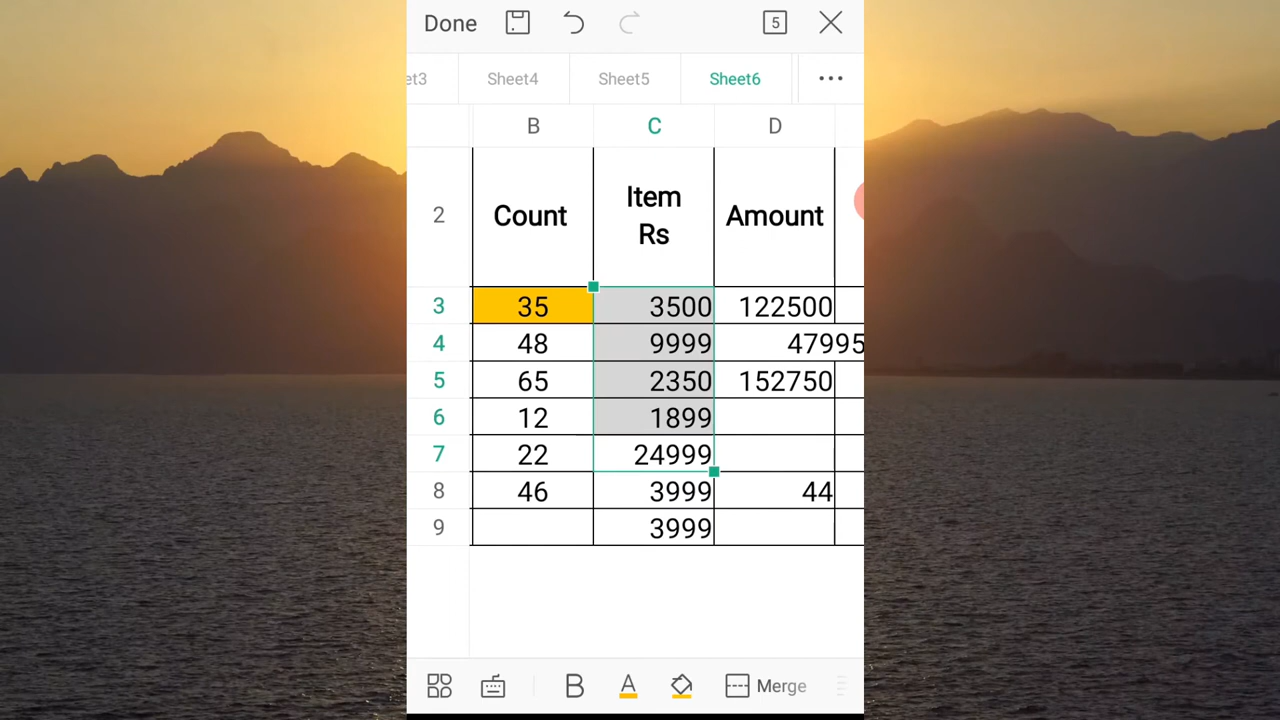 Done 5
et3 Sheet4 Sheet5 Sheet6
B C D
2 Count Item Rs Amount
3 35 3500 122500
4 48 9999 47995
5 65 2350 152750
6 12 1899
7 22 24999
8 46 3999 44
9 3999
B A Merge